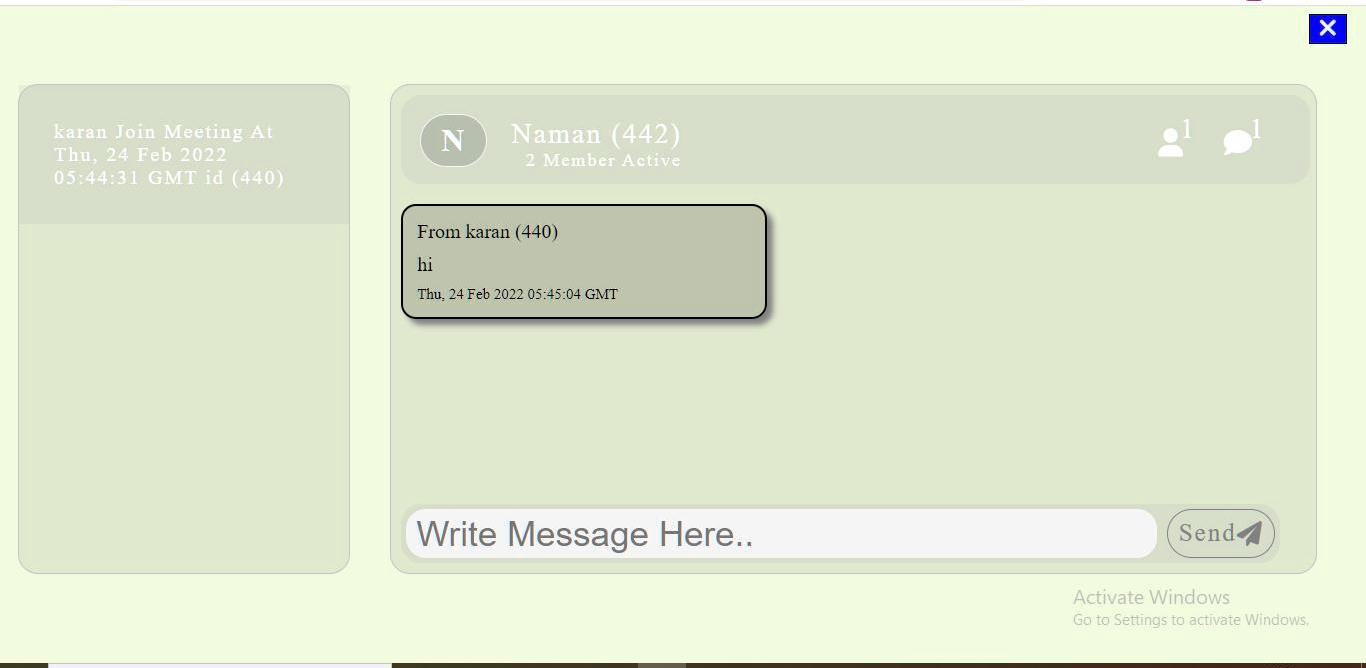 karan Join Meeting At
Thu, 24 Feb 2022
05:44:31 GMT id (440)
N
Naman (442)
2 Member Active
1
1
From karan (440)
hi
Thu, 24 Feb 2022 05:45:04 GMT
Write Message Here..
Send
Activate Windows
Go to Settings to activate Windows.